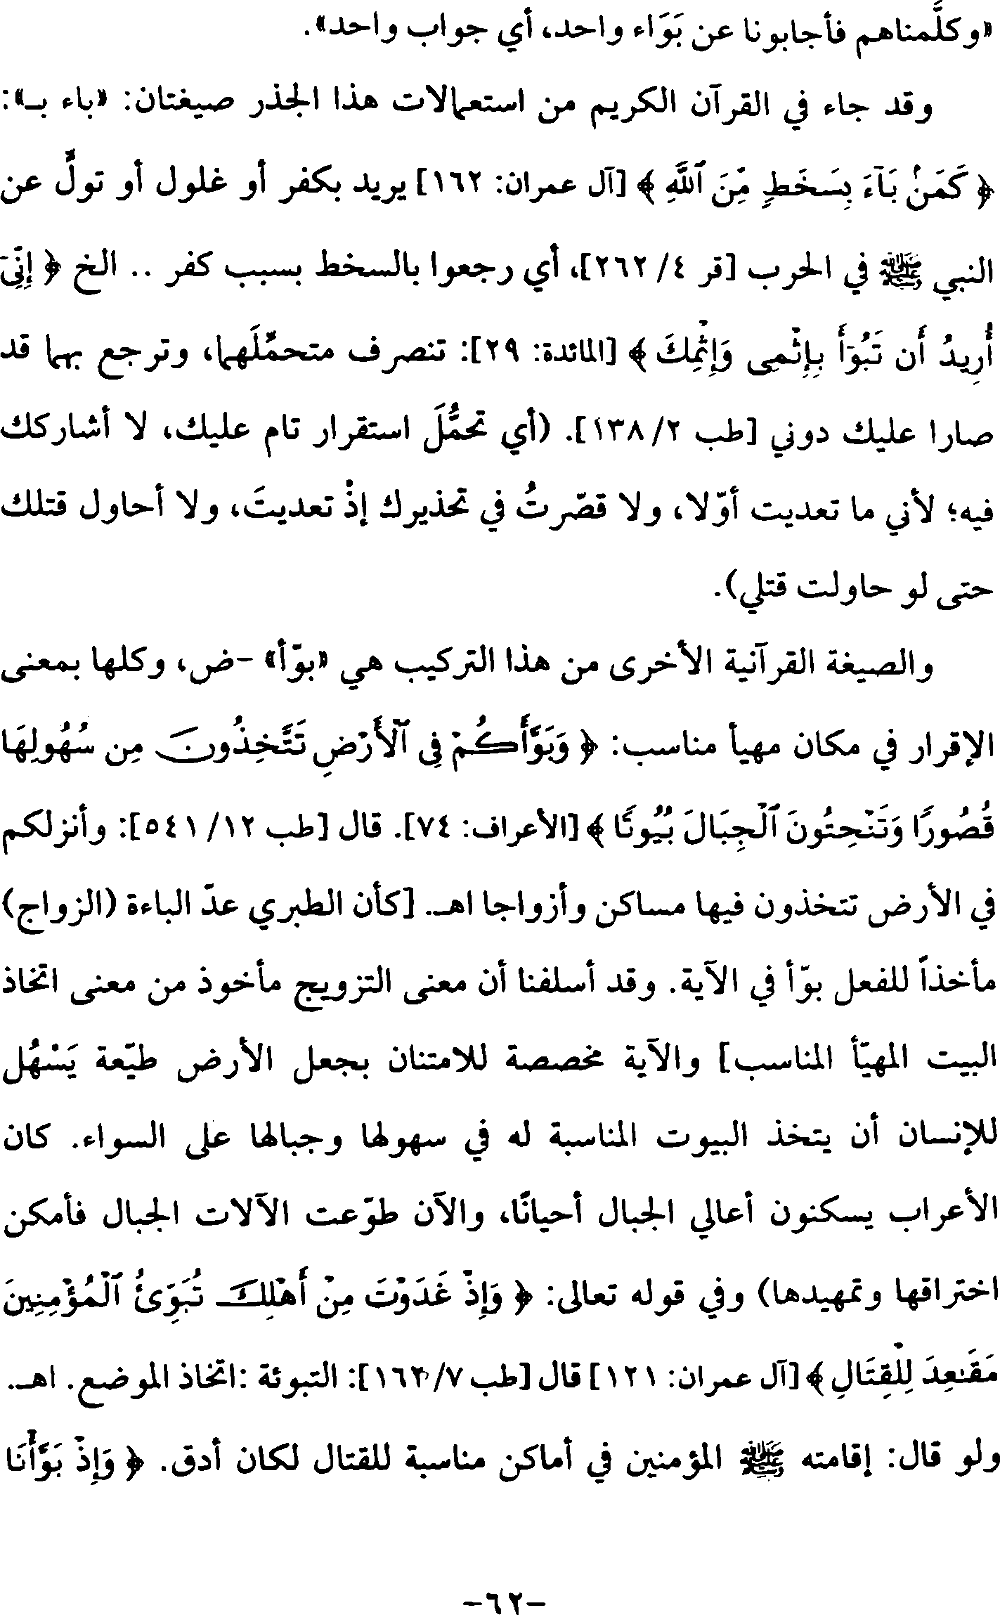 «وكلَّمناهم فأجابونا عن بَوَاء واحد، أي جواب واحد».
وقد جاء في القرآن الكريم من استعمالات هذا الجذر صيغتان: «باء بـ»:
﴿ كَمَنۢ بَآءَ بِسَخَطٍ مِّنَ ٱللَّهِ ﴾ [آل عمران: ١٦٢] يريد بكفر أو غلول أو تولٍّ عن
النبي ﷺ في الحرب [قر ٤/ ٢٦٢]، أي رجعوا بالسخط بسبب كفر .. الخ ﴿ إِنِّىٓ
أُرِيدُ أَن تَبُوٓأَ بِإِثْمِى وَإِثْمِكَ ﴾ [المائدة: ٢٩]: تنصرف متحمِّلَهما، وترجع بهما قد
صارا عليك دوني [طب ٢/ ١٣٨]. (أي تحمُّلَ استقرار تام عليك، لا أشاركك
فيه؛ لأني ما تعديت أوّلا، ولا قصّرتُ في تحذيرك إذْ تعديتَ، ولا أحاول قتلك
حتى لو حاولت قتلي).
والصيغة القرآنية الأخرى من هذا التركيب هي «بوّأ» -ض، وكلها بمعنى
الإقرار في مكان مهيأ مناسب: ﴿ وَبَوَّأَكُمْ فِى ٱلْأَرْضِ تَتَّخِذُونَ مِن سُهُولِهَا
قُصُورًا وَتَنْحِتُونَ ٱلْجِبَالَ بُيُوتًا ﴾ [الأعراف: ٧٤]. قال [طب ١٢/ ٥٤١]: وأنزلكم
في الأرض تتخذون فيها مساكن وأزواجا اهـ. [كأن الطبري عدّ الباءة (الزواج)
مأخذاً للفعل بوّأ في الآية. وقد أسلفنا أن معنى التزويج مأخوذ من معنى اتخاذ
البيت المهيّأ المناسب] والآية مخصصة للامتنان بجعل الأرض طيّعة يَسْهُل
للإنسان أن يتخذ البيوت المناسبة له في سهولها وجبالها على السواء. كان
الأعراب يسكنون أعالي الجبال أحيانًا، والآن طوّعت الآلات الجبال فأمكن
اختراقها وتمهيدها) وفي قوله تعالى: ﴿ وَإِذْ غَدَوْتَ مِنْ أَهْلِكَ تُبَوِّئُ ٱلْمُؤْمِنِينَ
مَقَـٰعِدَ لِلْقِتَالِ ﴾ [آل عمران: ١٢١] قال [طب ٧/ ١٦٣]: التبوئة :اتخاذ الموضع. اهـ.
ولو قال: إقامته ﷺ المؤمنين في أماكن مناسبة للقتال لكان أدق. ﴿ وَإِذْ بَوَّأْنَا
-٦٢-